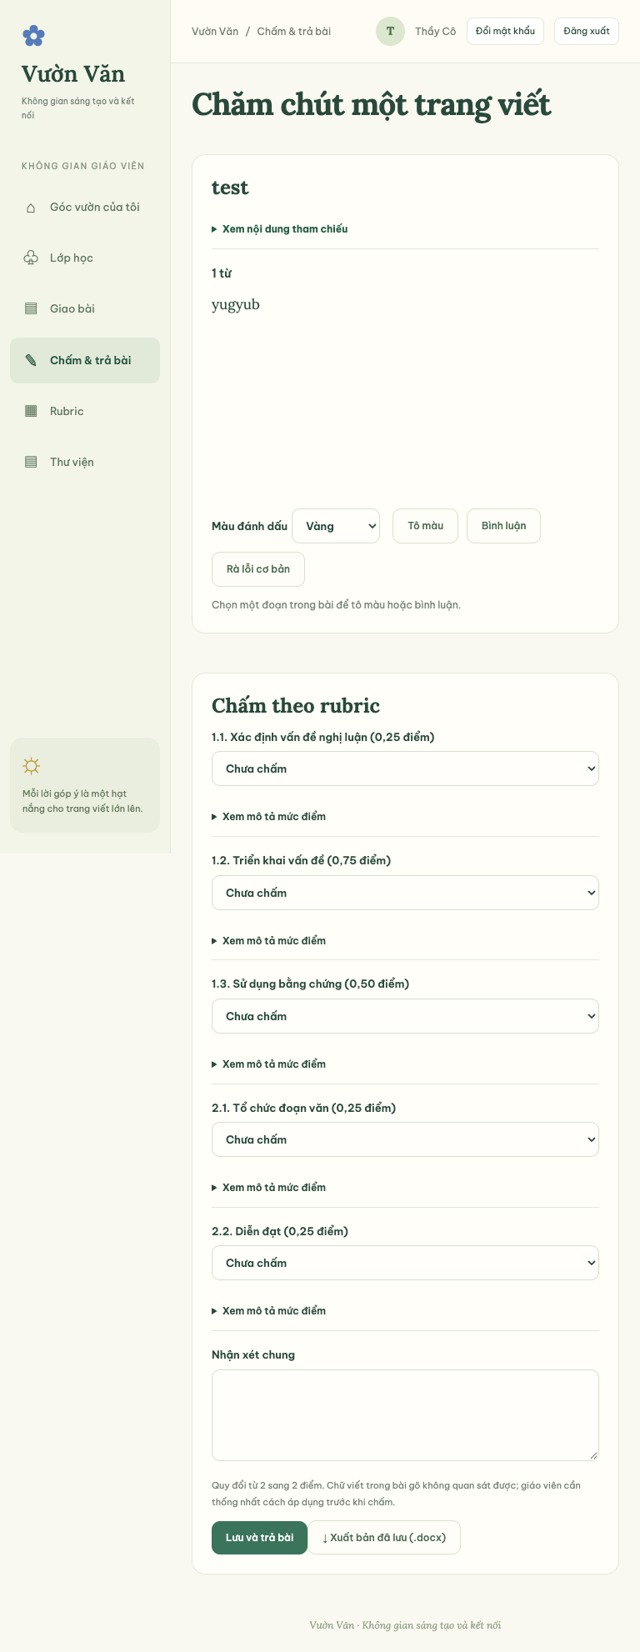 Vườn Văn
Không gian sáng tạo và kết
nối
KHÔNG GIAN GIÁO VIÊN
Góc vườn của tôi
Lớp học
Giao bài
Chấm & trả bài
Rubric
Thư viện
Mỗi lời góp ý là một hạt
nắng cho trang viết lớn lên.
Vườn Văn / Chấm & trả bài
T Thầy Cô Đổi mật khẩu Đăng xuất
Chăm chút một trang viết
test
Xem nội dung tham chiếu
1 từ
yugyub
Màu đánh dấu Vàng Tô màu Bình luận
Rà lỗi cơ bản
Chọn một đoạn trong bài để tô màu hoặc bình luận.
Chấm theo rubric
1.1. Xác định vấn đề nghị luận (0,25 điểm)
Chưa chấm
Xem mô tả mức điểm
1.2. Triển khai vấn đề (0,75 điểm)
Chưa chấm
Xem mô tả mức điểm
1.3. Sử dụng bằng chứng (0,50 điểm)
Chưa chấm
Xem mô tả mức điểm
2.1. Tổ chức đoạn văn (0,25 điểm)
Chưa chấm
Xem mô tả mức điểm
2.2. Diễn đạt (0,25 điểm)
Chưa chấm
Xem mô tả mức điểm
Nhận xét chung
Quy đổi từ 2 sang 2 điểm. Chữ viết trong bài gõ không quan sát được; giáo viên cần
thống nhất cách áp dụng trước khi chấm.
Lưu và trả bài ↓ Xuất bản đã lưu (.docx)
Vườn Văn · Không gian sáng tạo và kết nối